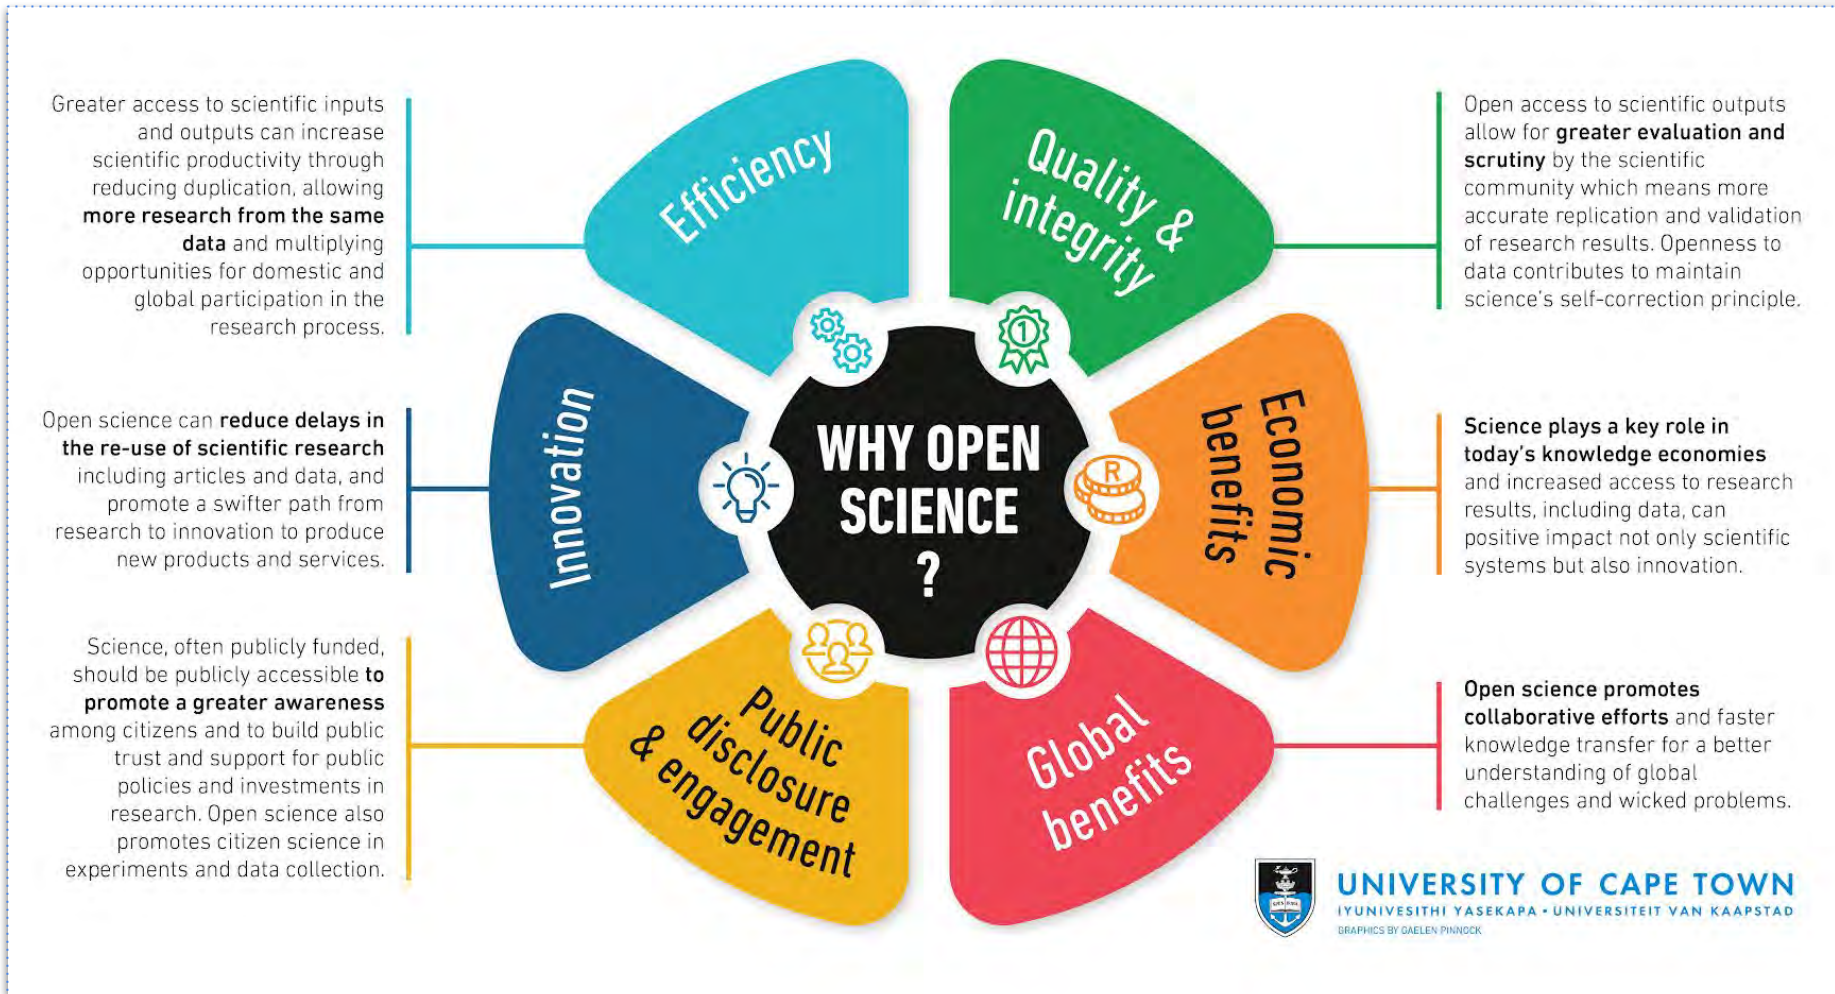 Greater access to scientific inputs
and outputs can increase
scientific productivity through
reducing duplication, allowing
more research from the same
data and multiplying
opportunities for domestic and
global participation in the
research process.
Efficiency
Quality &
integrity
Open access to scientific outputs
allow for greater evaluation and
scrutiny by the scientific
community which means more
accurate replication and validation
of research results. Openness to
data contributes to maintain
science's self-correction principle.
Open science can reduce delays in
the re-use of scientific research
including articles and data, and
promote a swifter path from
research to innovation to produce
new products and services.
Innovation
1
WHY OPEN
SCIENCE
?
R
Economic
benefits
Science plays a key role in
today's knowledge economies
and increased access to research
results, including data, can
positive impact not only scientific
systems but also innovation.
Science, often publicly funded,
should be publicly accessible to
promote a greater awareness
among citizens and to build public
trust and support for public
policies and investments in
research. Open science also
promotes citizen science in
experiments and data collection.
Public
disclosure
& engagement
Global
benefits
Open science promotes
collaborative efforts and faster
knowledge transfer for a better
understanding of global
challenges and wicked problems.
UNIVERSITY OF CAPE TOWN
IYUNIVESITHI YASEKAPA • UNIVERSITEIT VAN KAAPSTAD
GRAPHICS BY GAELEN PINNOCK